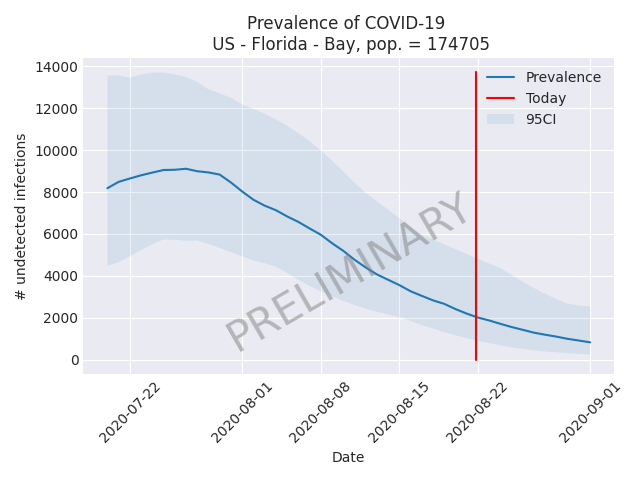 Prevalence of COVID-19
US - Florida - Bay, pop. = 174705
14000
12000
10000
8000
6000
4000
2000
0
# undetected infections
Prevalence
Today
95CI
PRELIMINARY
2020-07-22
2020-08-01
2020-08-08
2020-08-15
2020-08-22
2020-09-01
Date